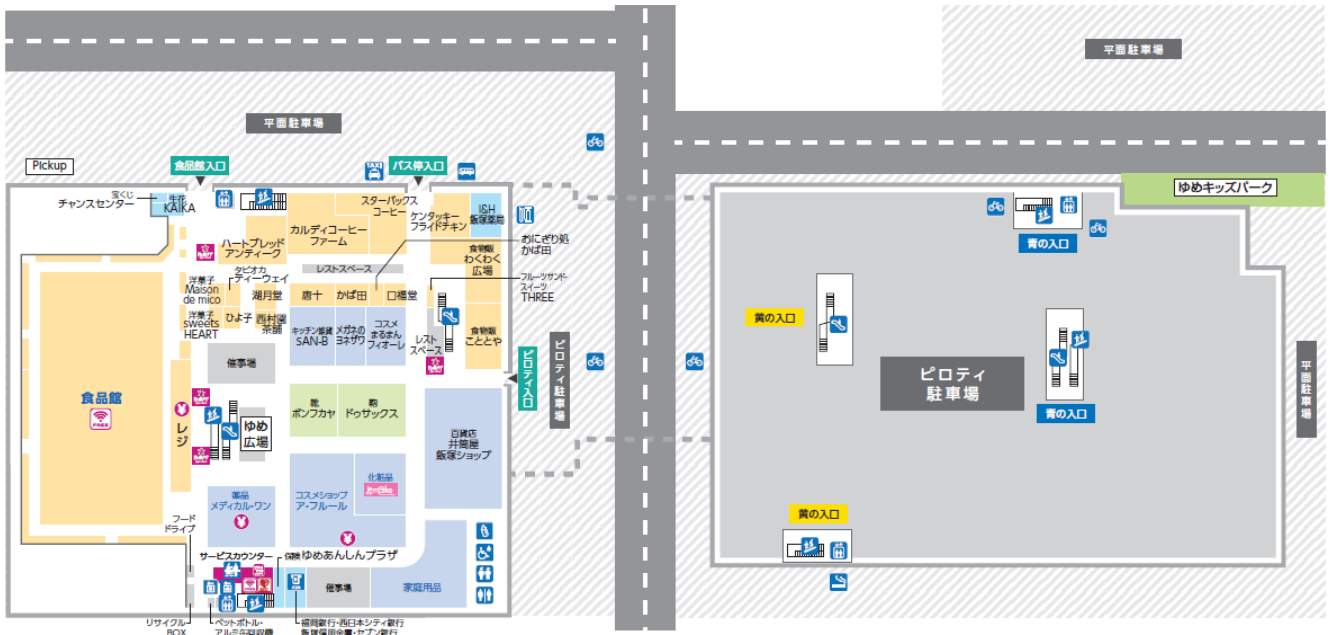 平面駐車場
平面駐車場
Pickup
食品館入口
TAXI
バス停入口
ゆめキッズパーク
宝くじ
チャンスセンター
生花
KAIKA
スターバックス
コーヒー
ケンタッキー
フライドチキン
I&H
飯塚薬局
カルディコーヒー
ファーム
ハートブレッド
アンティーク
おにぎり処
かば田
食物販
わくわく
広場
青の入口
タピオカ
ティーウェイ
レストスペース
フルーツサンド・
スイーツ
THREE
洋菓子
Maison
de mico
湖月堂
唐十
かば田
口福堂
洋菓子
sweets
HEART
ひよ子
西村園
茶舗
キッチン雑貨
sAN-B
メガネの
ヨネザワ
コスメ
まるまん
フィオーレ
レスト
スペース
食物販
こととや
黄の入口
催事場
ピロティ入口
ピロティ駐車場
ピロティ
駐車場
平面駐車場
食品館
FREE
レジ
ゆめ
広場
靴
ボンフカヤ
鞄
ドゥサックス
青の入口
百貨店
井筒屋
飯塚ショップ
薬品
メディカル・ワン
コスメショップ
ア・フルール
化粧品
黄の入口
フード
ドライブ
サービスカウンター
保険
ゆめあんしんプラザ
催事場
家庭用品
リサイクル
BOX
ペットボトル・
アルミ缶回収機
福岡銀行・西日本シティ銀行
飯塚信用金庫・セブン銀行